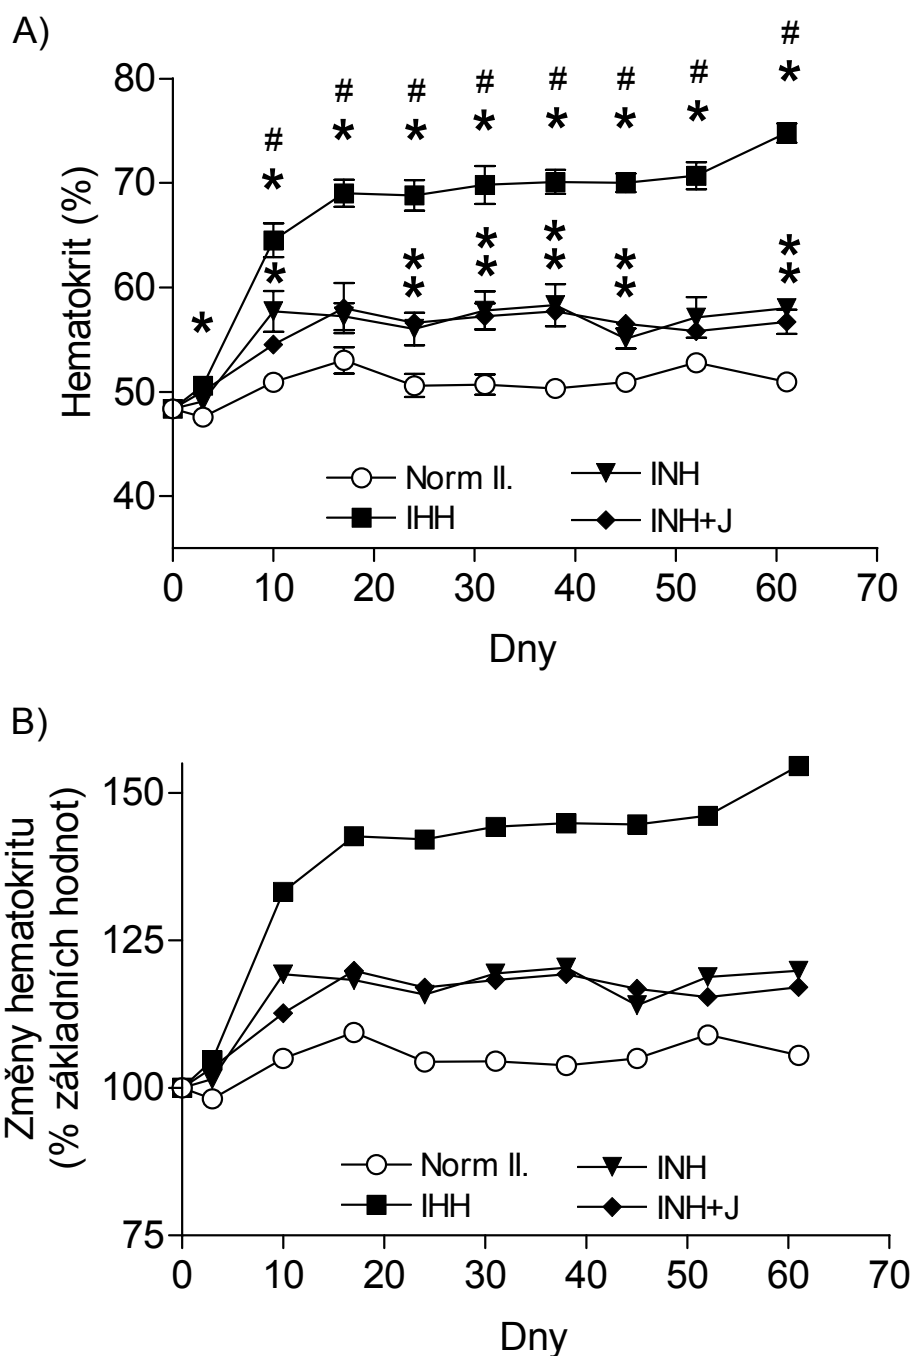 A)
# # # # # # # #
* * * * * * * *
* * * * * *
* * * * * *
Hematokrit (%)
80
70
60
50
40
Norm II.
IHH
INH
INH+J
0 10 20 30 40 50 60 70
Dny
B)
Změny hematokritu
(% základních hodnot)
150
125
100
75
Norm II.
IHH
INH
INH+J
0 10 20 30 40 50 60 70
Dny